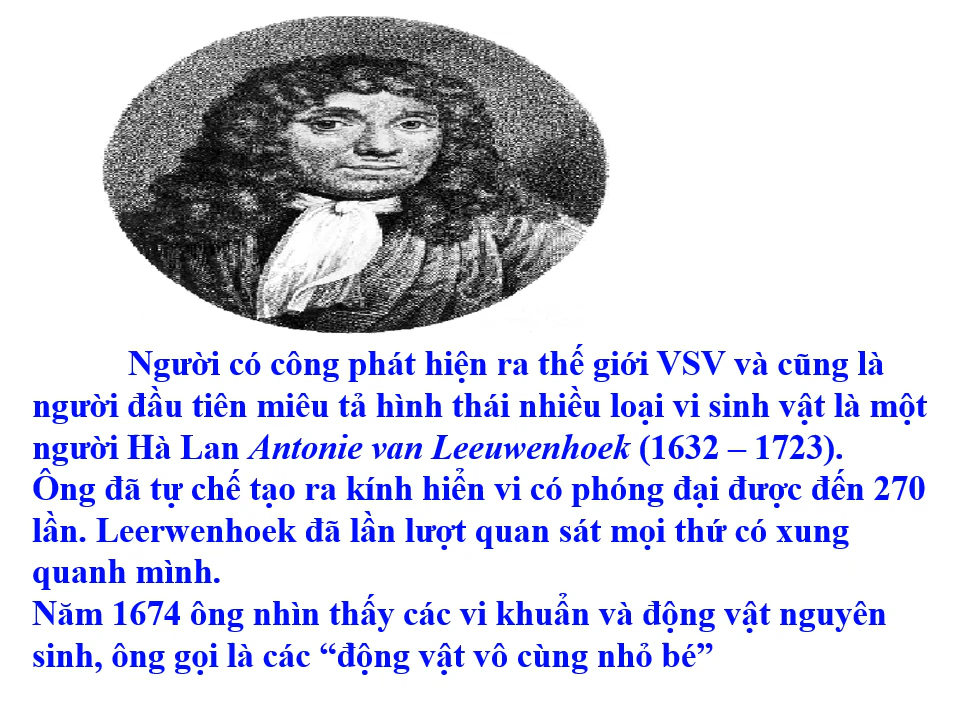 Người có công phát hiện ra thế giới VSV và cũng là
người đầu tiên miêu tả hình thái nhiều loại vi sinh vật là một
người Hà Lan Antonie van Leeuwenhoek (1632 – 1723).
Ông đã tự chế tạo ra kính hiển vi có phóng đại được đến 270
lần. Leerwenhoek đã lần lượt quan sát mọi thứ có xung
quanh mình.
Năm 1674 ông nhìn thấy các vi khuẩn và động vật nguyên
sinh, ông gọi là các “động vật vô cùng nhỏ bé”